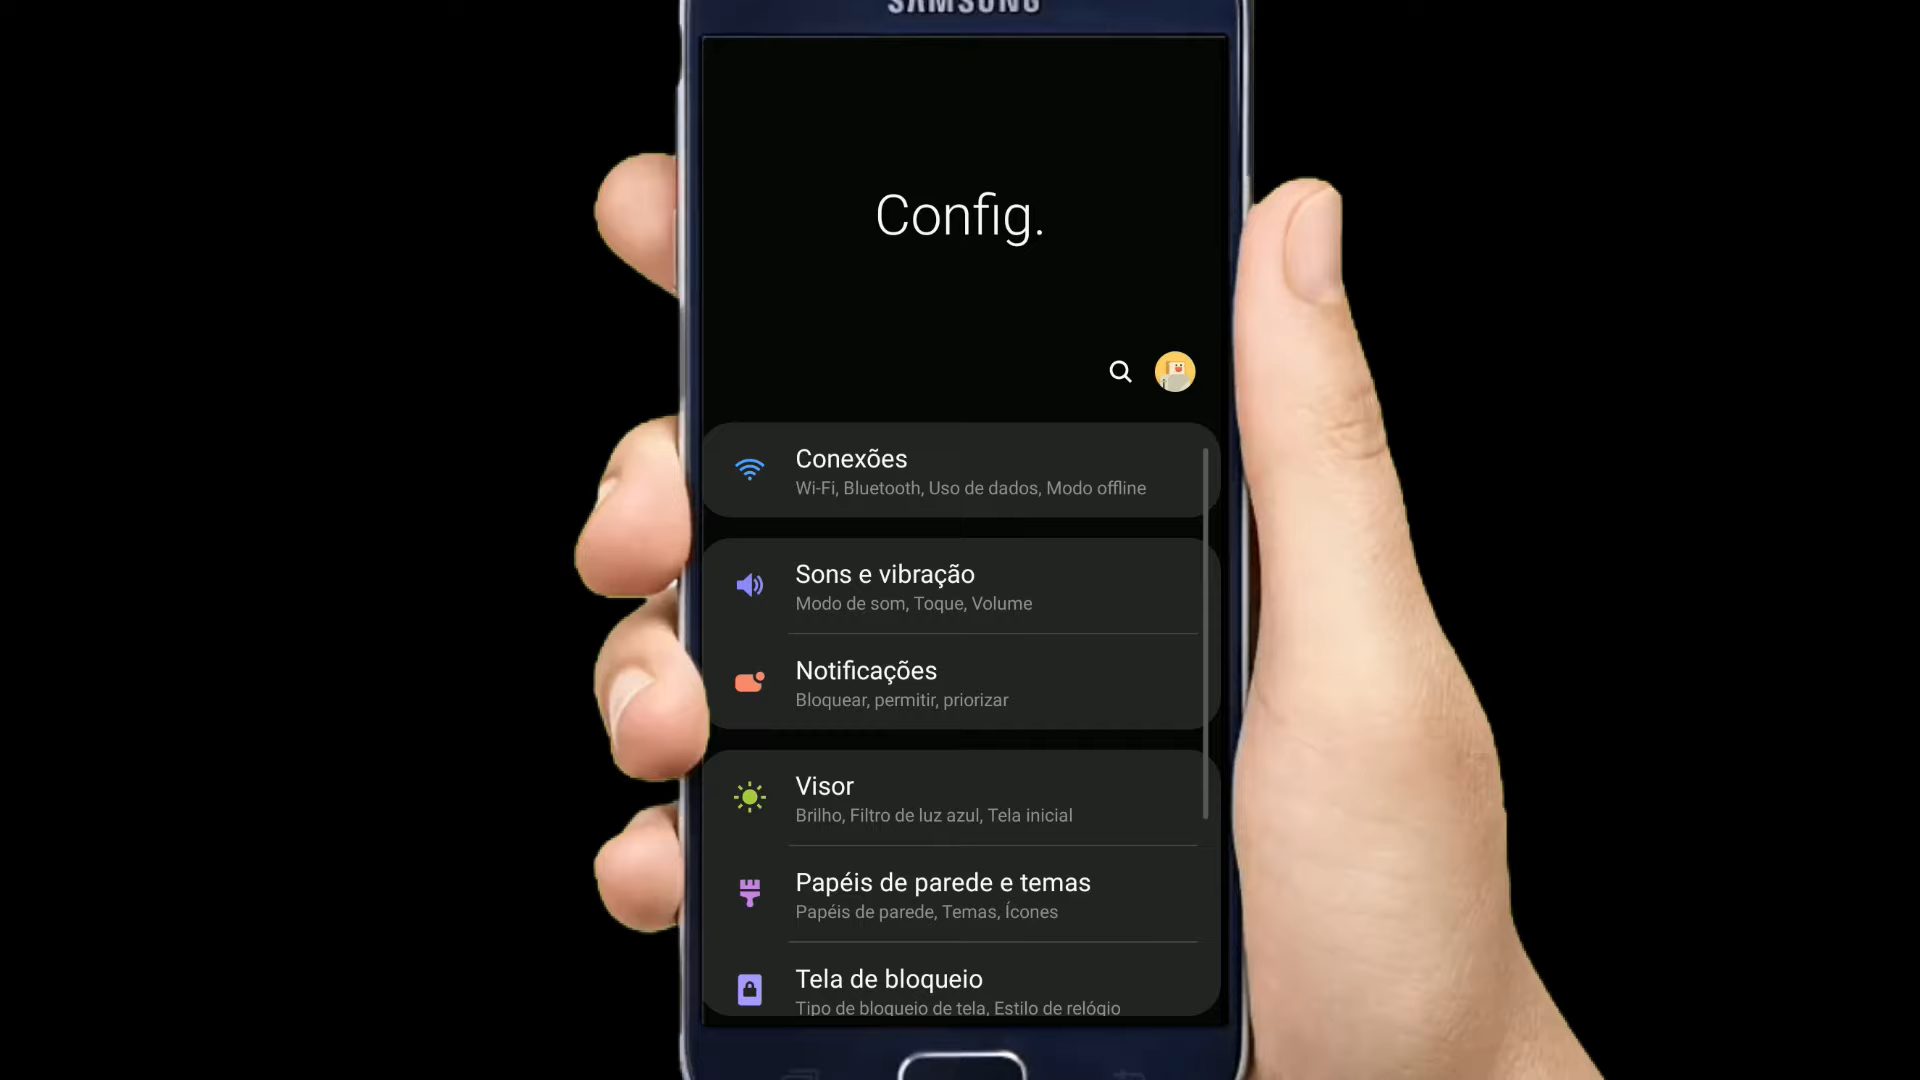 SAMSUNG
Config.
Conexões
Wi-Fi, Bluetooth, Uso de dados, Modo offline
Sons e vibração
Modo de som, Toque, Volume
Notificações
Bloquear, permitir, priorizar
Visor
Brilho, Filtro de luz azul, Tela inicial
Papéis de parede e temas
Papéis de parede, Temas, Ícones
Tela de bloqueio
Tipo de bloqueio de tela, Estilo de relógio